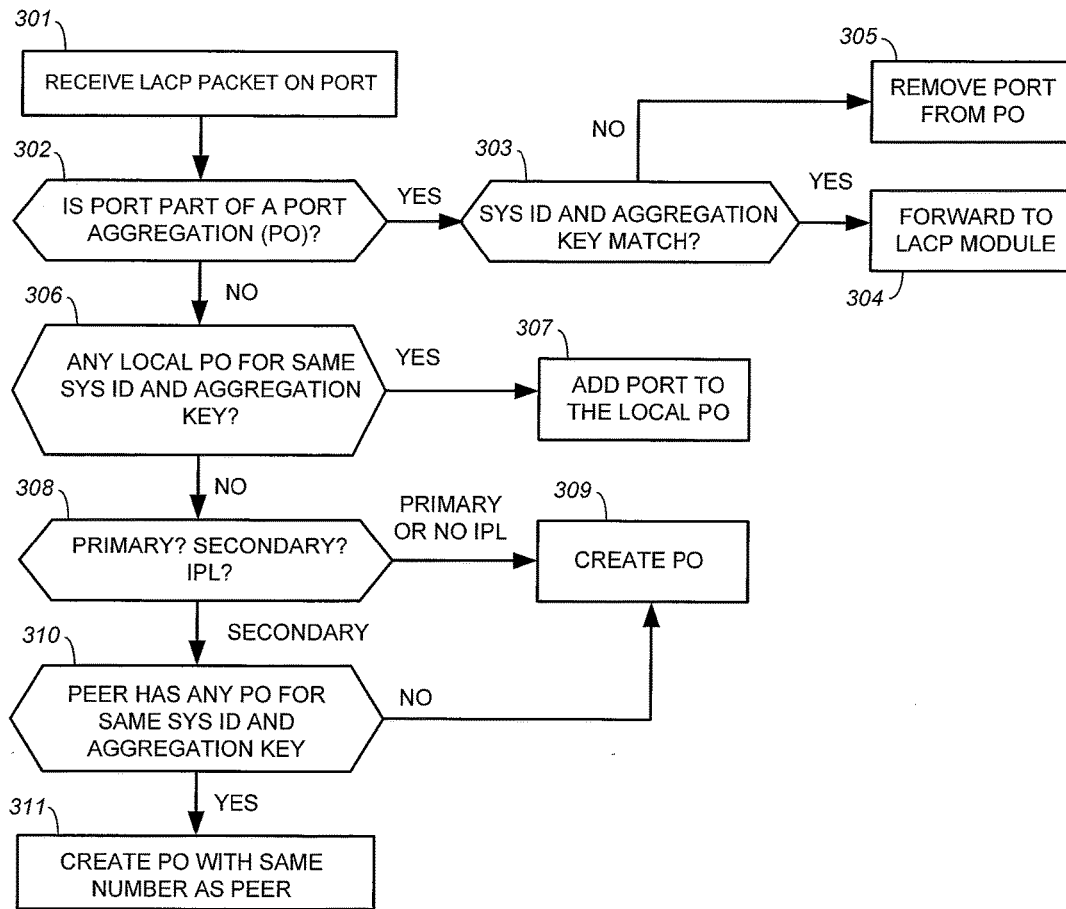 301
RECEIVE LACP PACKET ON PORT
302
IS PORT PART OF A PORT
AGGREGATION (PO)?
YES
303
SYS ID AND AGGREGATION
KEY MATCH?
NO
305
REMOVE PORT
FROM PO
YES
FORWARD TO
LACP MODULE
304
NO
306
ANY LOCAL PO FOR SAME
SYS ID AND AGGREGATION
KEY?
YES
307
ADD PORT TO
THE LOCAL PO
NO
308
PRIMARY? SECONDARY?
IPL?
PRIMARY
OR NO IPL
309
CREATE PO
SECONDARY
310
PEER HAS ANY PO FOR
SAME SYS ID AND
AGGREGATION KEY
NO
YES
311
CREATE PO WITH SAME
NUMBER AS PEER